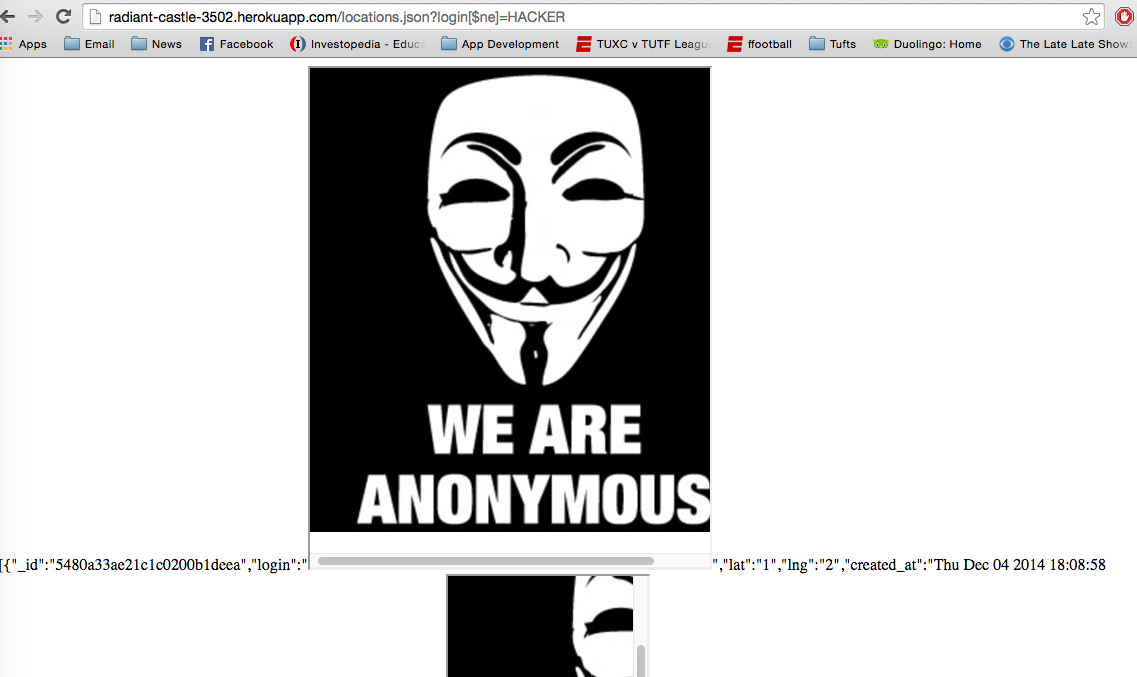 radiant-castle-3502.herokuapp.com/locations.json?login[$ne]=HACKER
Apps Email News Facebook Investopedia - Educ App Development TUXC v TUTF Leagu ffootball Tufts Duolingo: Home The Late Late Show:
WE ARE
ANONYMOUS
[{"_id":"5480a33ae21c1c0200b1deea","login":" ","lat":"1","lng":"2","created_at":"Thu Dec 04 2014 18:08:58